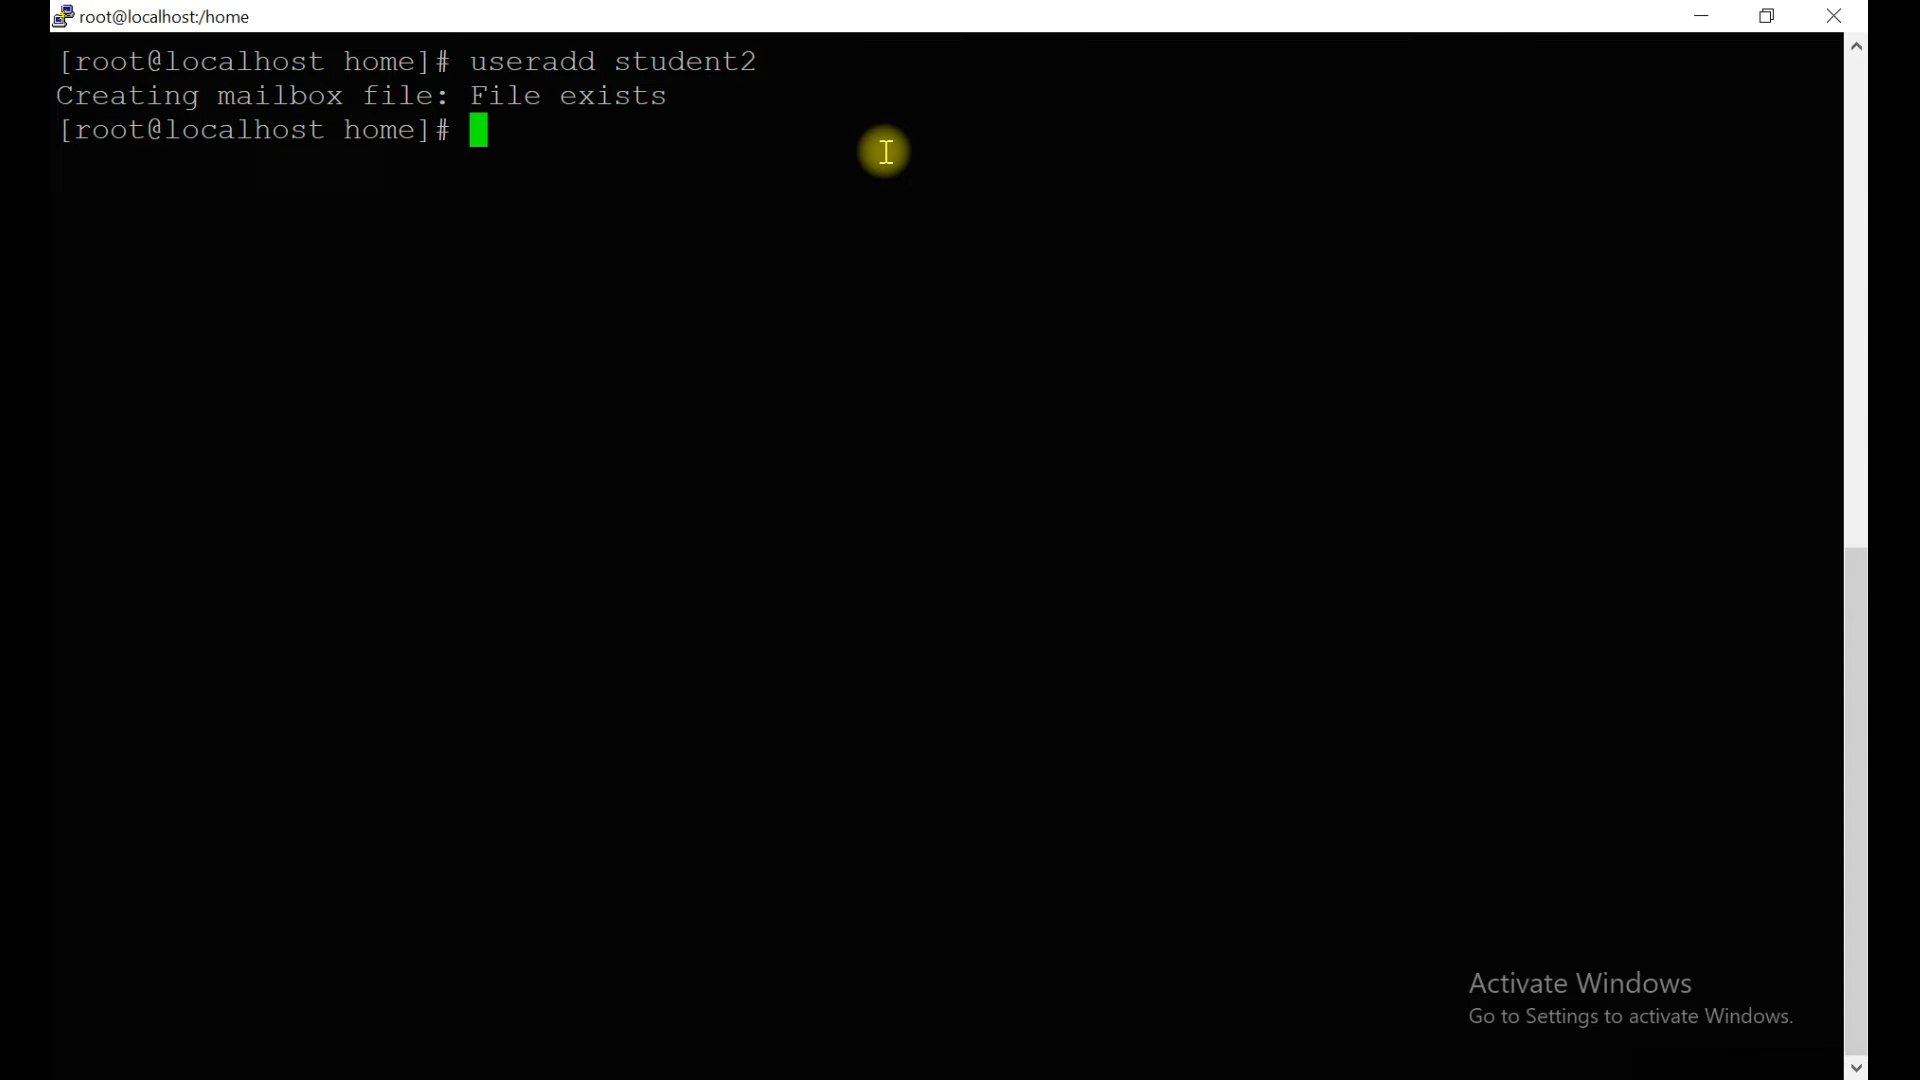 root@localhost:/home
[root@localhost home]# useradd student2
Creating mailbox file: File exists
[root@localhost home]#
Activate Windows
Go to Settings to activate Windows.